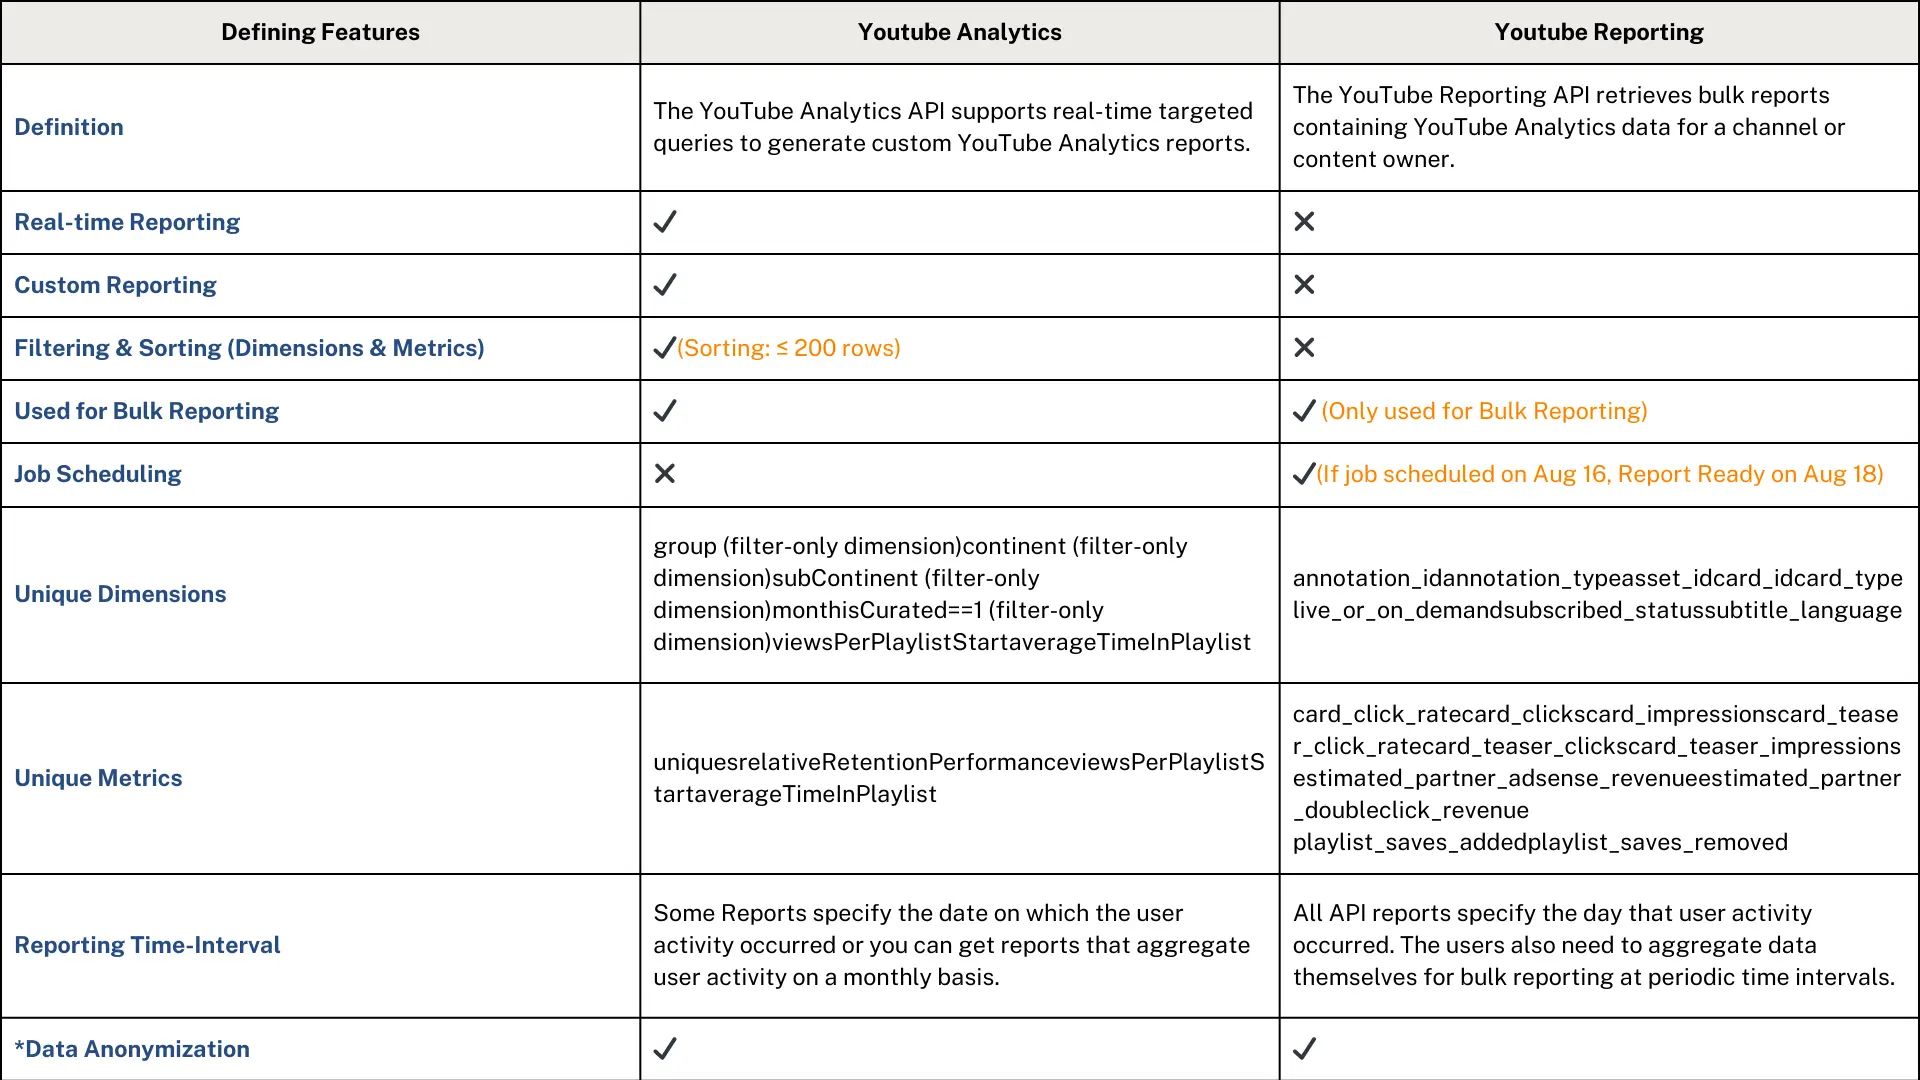 Defining Features
Youtube Analytics
Youtube Reporting
Definition
The YouTube Analytics API supports real-time targeted
queries to generate custom YouTube Analytics reports.
The YouTube Reporting API retrieves bulk reports
containing YouTube Analytics data for a channel or
content owner.
Real-time Reporting
✓
✕
Custom Reporting
✓
✕
Filtering & Sorting (Dimensions & Metrics)
✓(Sorting: ≤ 200 rows)
✕
Used for Bulk Reporting
✓
✓ (Only used for Bulk Reporting)
Job Scheduling
✕
✓(If job scheduled on Aug 16, Report Ready on Aug 18)
Unique Dimensions
group (filter-only dimension)continent (filter-only
dimension)subContinent (filter-only
dimension)monthisCurated==1 (filter-only
dimension)viewsPerPlaylistStartaverageTimeInPlaylist
annotation_idannotation_typeasset_idcard_idcard_type
live_or_on_demandsubscribed_statussubtitle_language
Unique Metrics
uniquesrelativeRetentionPerformanceviewsPerPlaylistS
tartaverageTimeInPlaylist
card_click_ratecard_clickscard_impressionscard_tease
r_click_ratecard_teaser_clickscard_teaser_impressions
estimated_partner_adsense_revenueestimated_partner
_doubleclick_revenue
playlist_saves_addedplaylist_saves_removed
Reporting Time-Interval
Some Reports specify the date on which the user
activity occurred or you can get reports that aggregate
user activity on a monthly basis.
All API reports specify the day that user activity
occurred. The users also need to aggregate data
themselves for bulk reporting at periodic time intervals.
*Data Anonymization
✓
✓